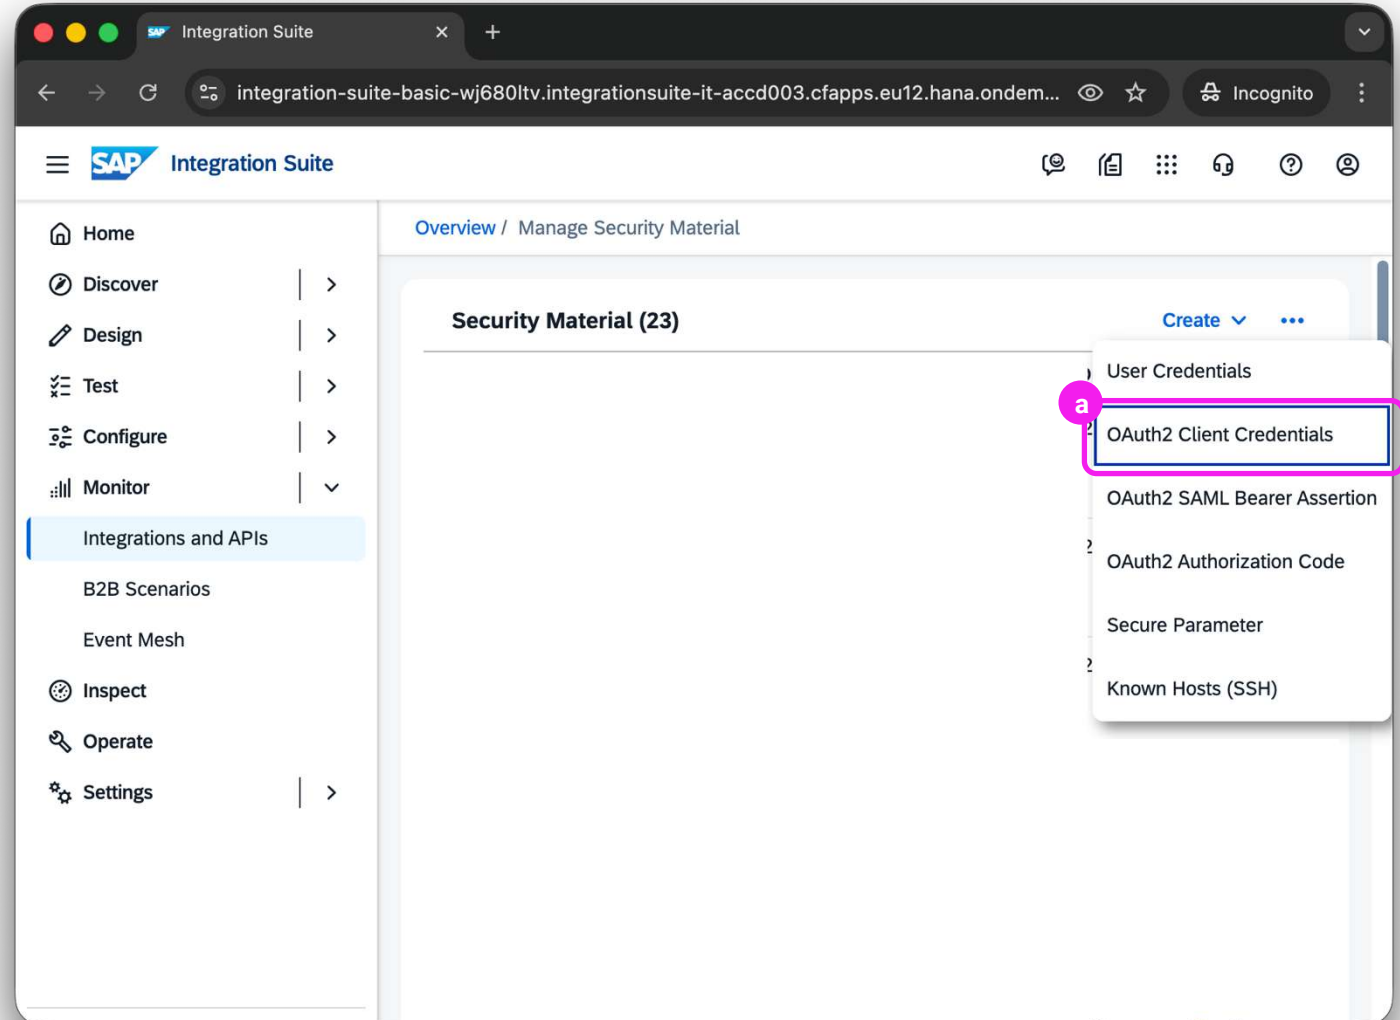 SAP Integration Suite
integration-suite-basic-wj680ltv.integrationsuite-it-accd003.cfapps.eu12.hana.ondem...
Incognito
SAP Integration Suite
Home
Discover
Design
Test
Configure
Monitor
Integrations and APIs
B2B Scenarios
Event Mesh
Inspect
Operate
Settings
Overview / Manage Security Material
Security Material (23)
Create
User Credentials
a
OAuth2 Client Credentials
OAuth2 SAML Bearer Assertion
OAuth2 Authorization Code
Secure Parameter
Known Hosts (SSH)